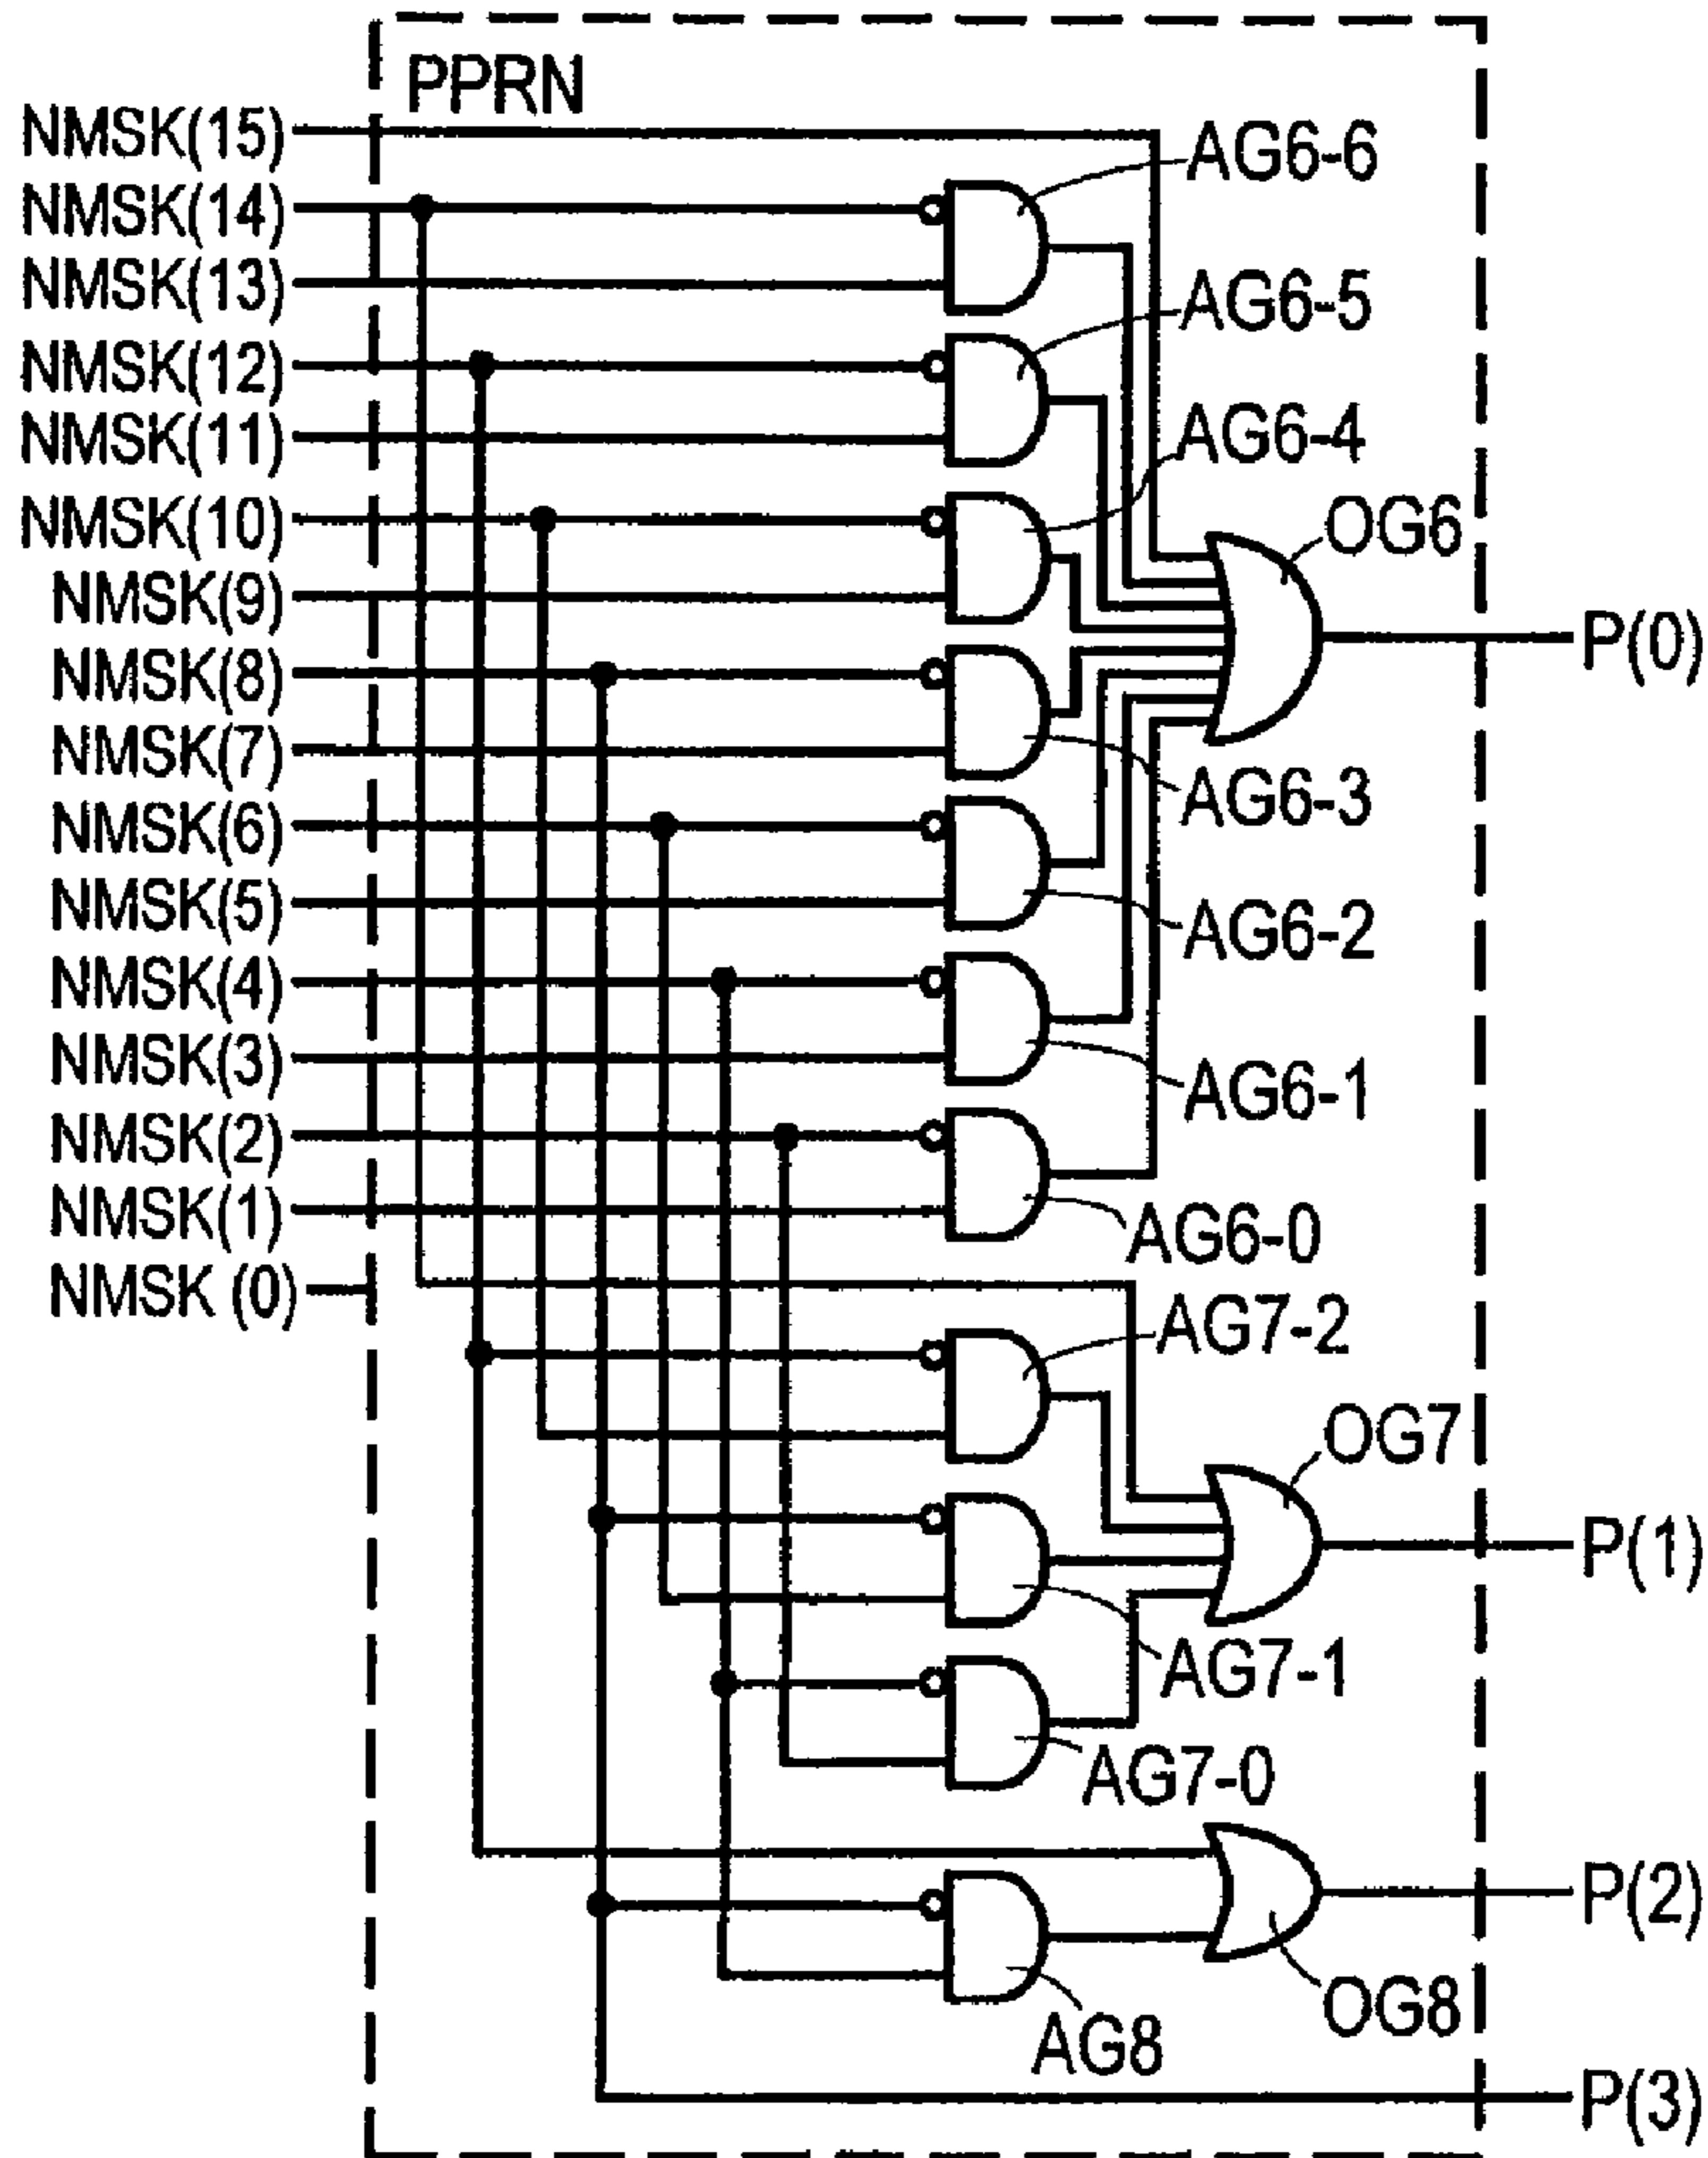 PPRN
NMSK(15)
AG6-6
NMSK(14)
NMSK(13)
AG6-5
NMSK(12)
NMSK(11)
AG6-4
NMSK(10)
OG6
NMSK(9)
P(0)
NMSK(8)
NMSK(7)
AG6-3
NMSK(6)
NMSK(5)
AG6-2
NMSK(4)
NMSK(3)
AG6-1
NMSK(2)
NMSK(1)
AG6-0
NMSK (0)
AG7-2
OG7
P(1)
AG7-1
AG7-0
P(2)
OG8
AG8
P(3)